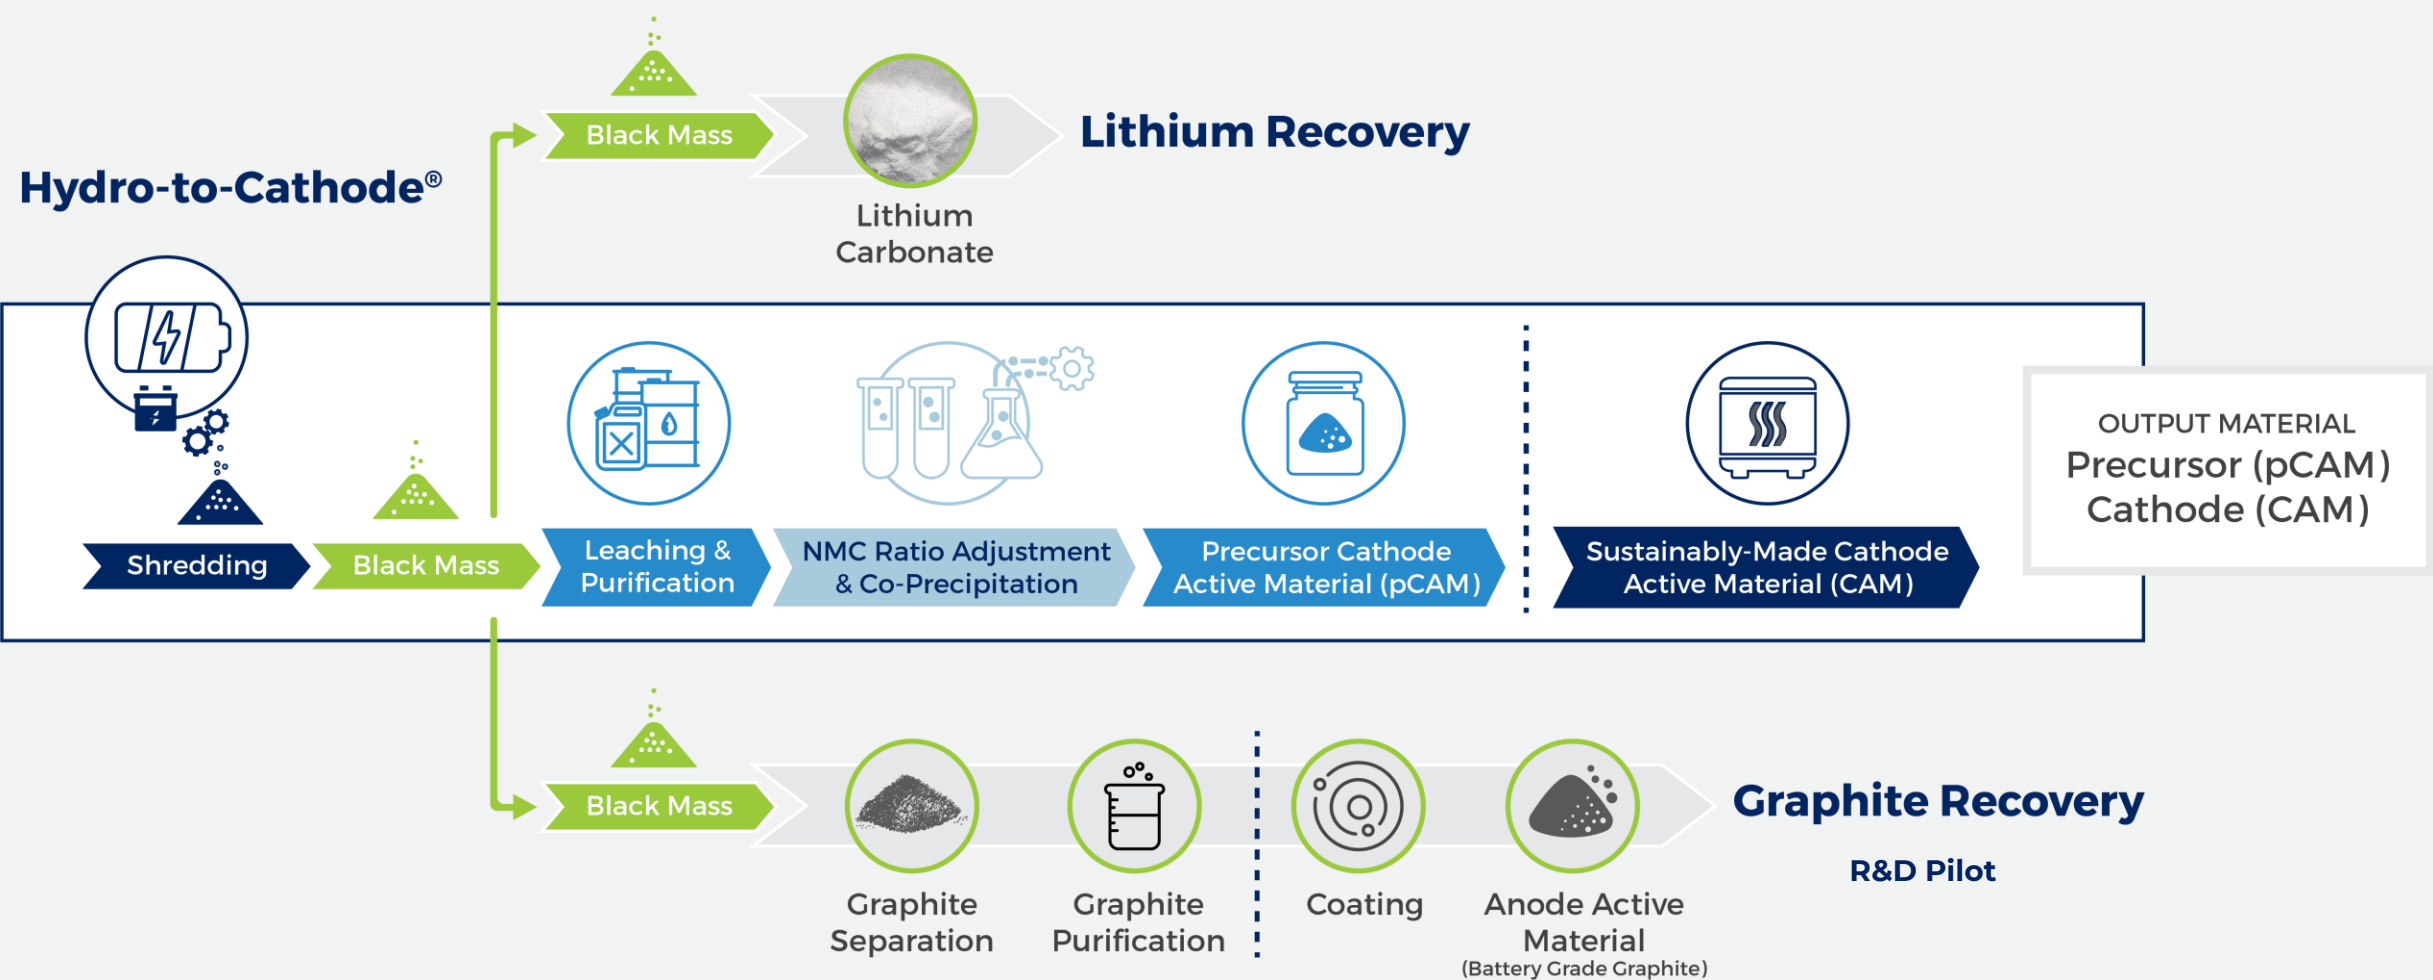 Black Mass
Lithium Recovery
Lithium
Carbonate
Hydro-to-Cathode®
Shredding
Black Mass
Leaching &
Purification
NMC Ratio Adjustment
& Co-Precipitation
Precursor Cathode
Active Material (pCAM)
Sustainably-Made Cathode
Active Material (CAM)
OUTPUT MATERIAL
Precursor (pCAM)
Cathode (CAM)
Black Mass
Graphite
Separation
Graphite
Purification
Coating
Anode Active
Material
(Battery Grade Graphite)
Graphite Recovery
R&D Pilot